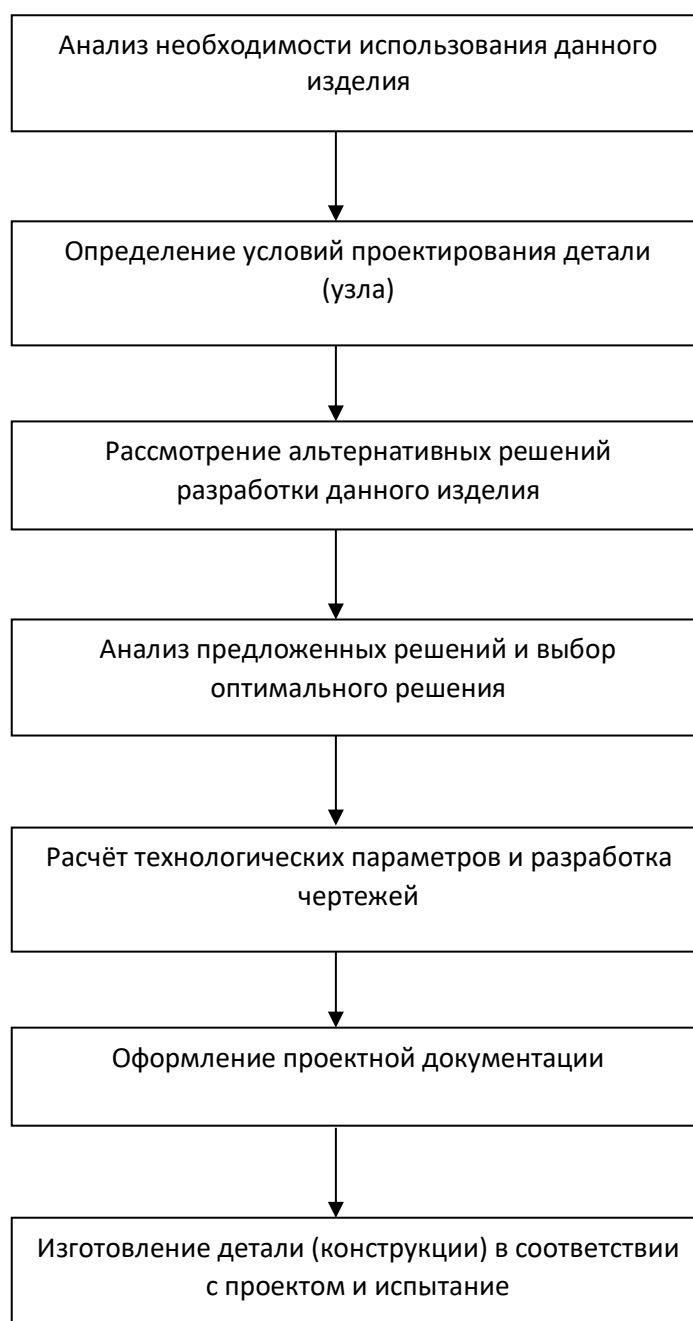 Анализ необходимости использования данного
изделия
Определение условий проектирования детали
(узла)
Рассмотрение альтернативных решений
разработки данного изделия
Анализ предложенных решений и выбор
оптимального решения
Расчёт технологических параметров и разработка
чертежей
Оформление проектной документации
Изготовление детали (конструкции) в соответствии
с проектом и испытание